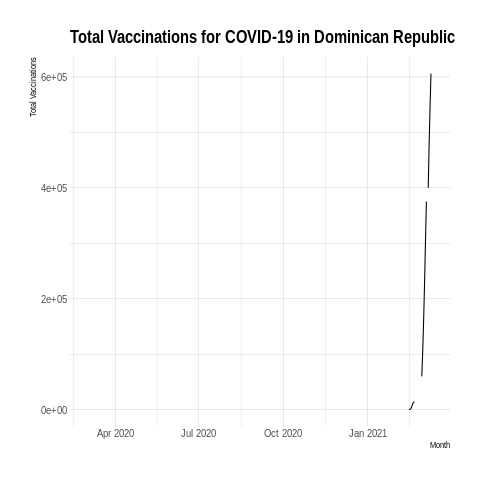 Total Vaccinations for COVID-19 in Dominican Republic
Total Vaccinations
6e+05
4e+05
2e+05
0e+00
Apr 2020
Jul 2020
Oct 2020
Jan 2021
Month